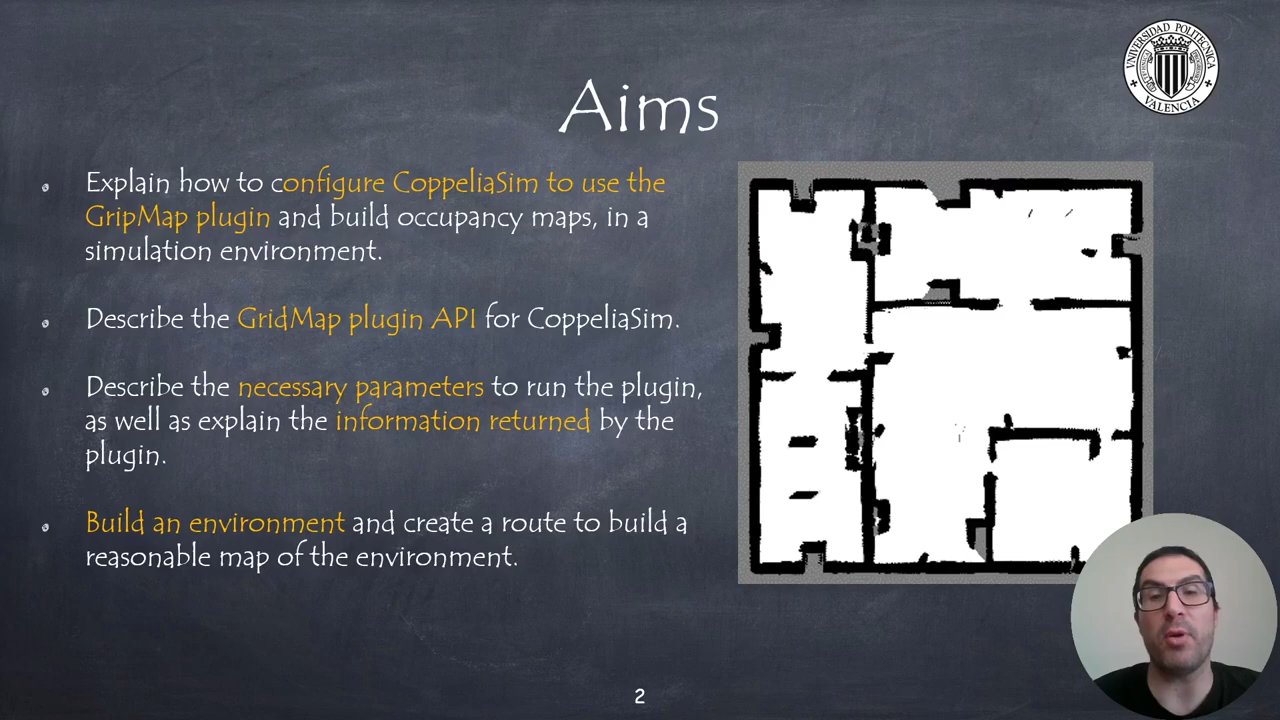 UNIVERSIDAD POLITECNICA
VALENCIA
Aims
Explain how to configure CoppeliaSim to use the
GripMap plugin and build occupancy maps, in a
simulation environment.
Describe the GridMap plugin API for CoppeliaSim.
Describe the necessary parameters to run the plugin,
as well as explain the information returned by the
plugin.
Build an environment and create a route to build a
reasonable map of the environment.
2